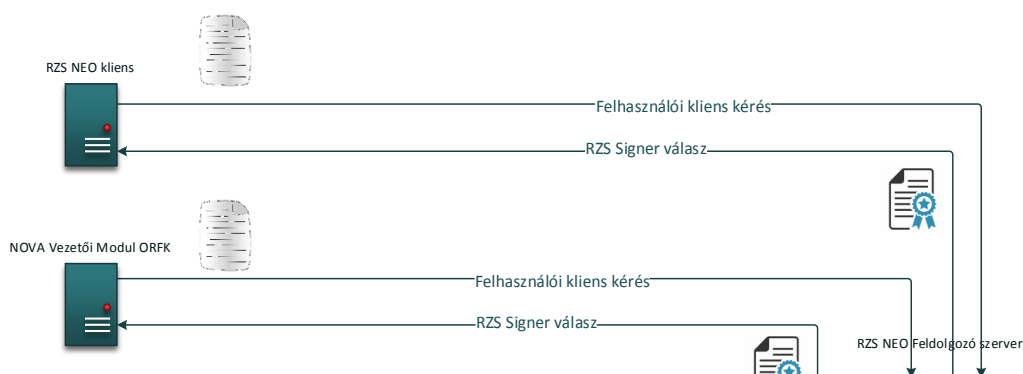 RZS NEO kliens
Felhasználói kliens kérés
RZS Signer válasz
NOVA Vezetői Modul ORFK
Felhasználói kliens kérés
RZS Signer válasz
RZS NEO Feldolgozó szerver